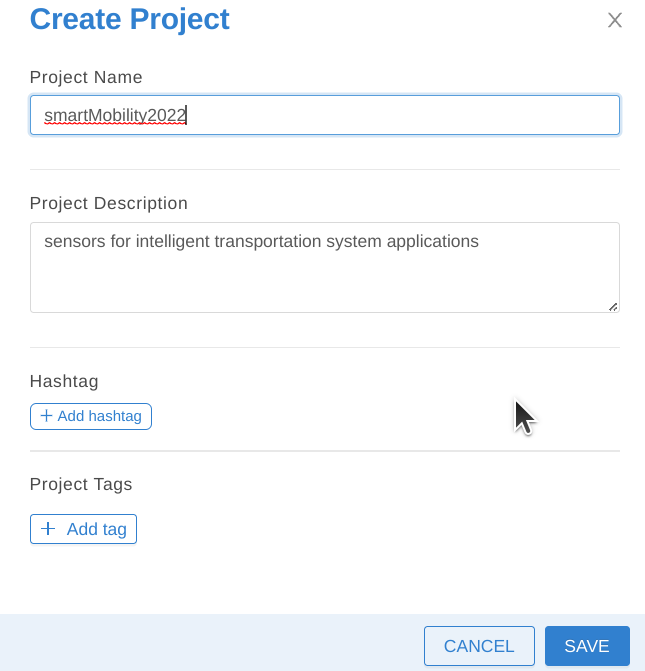 Create Project
Project Name
smartMobility2022
Project Description
sensors for intelligent transportation system applications
Hashtag
+ Add hashtag
Project Tags
+ Add tag
CANCEL SAVE